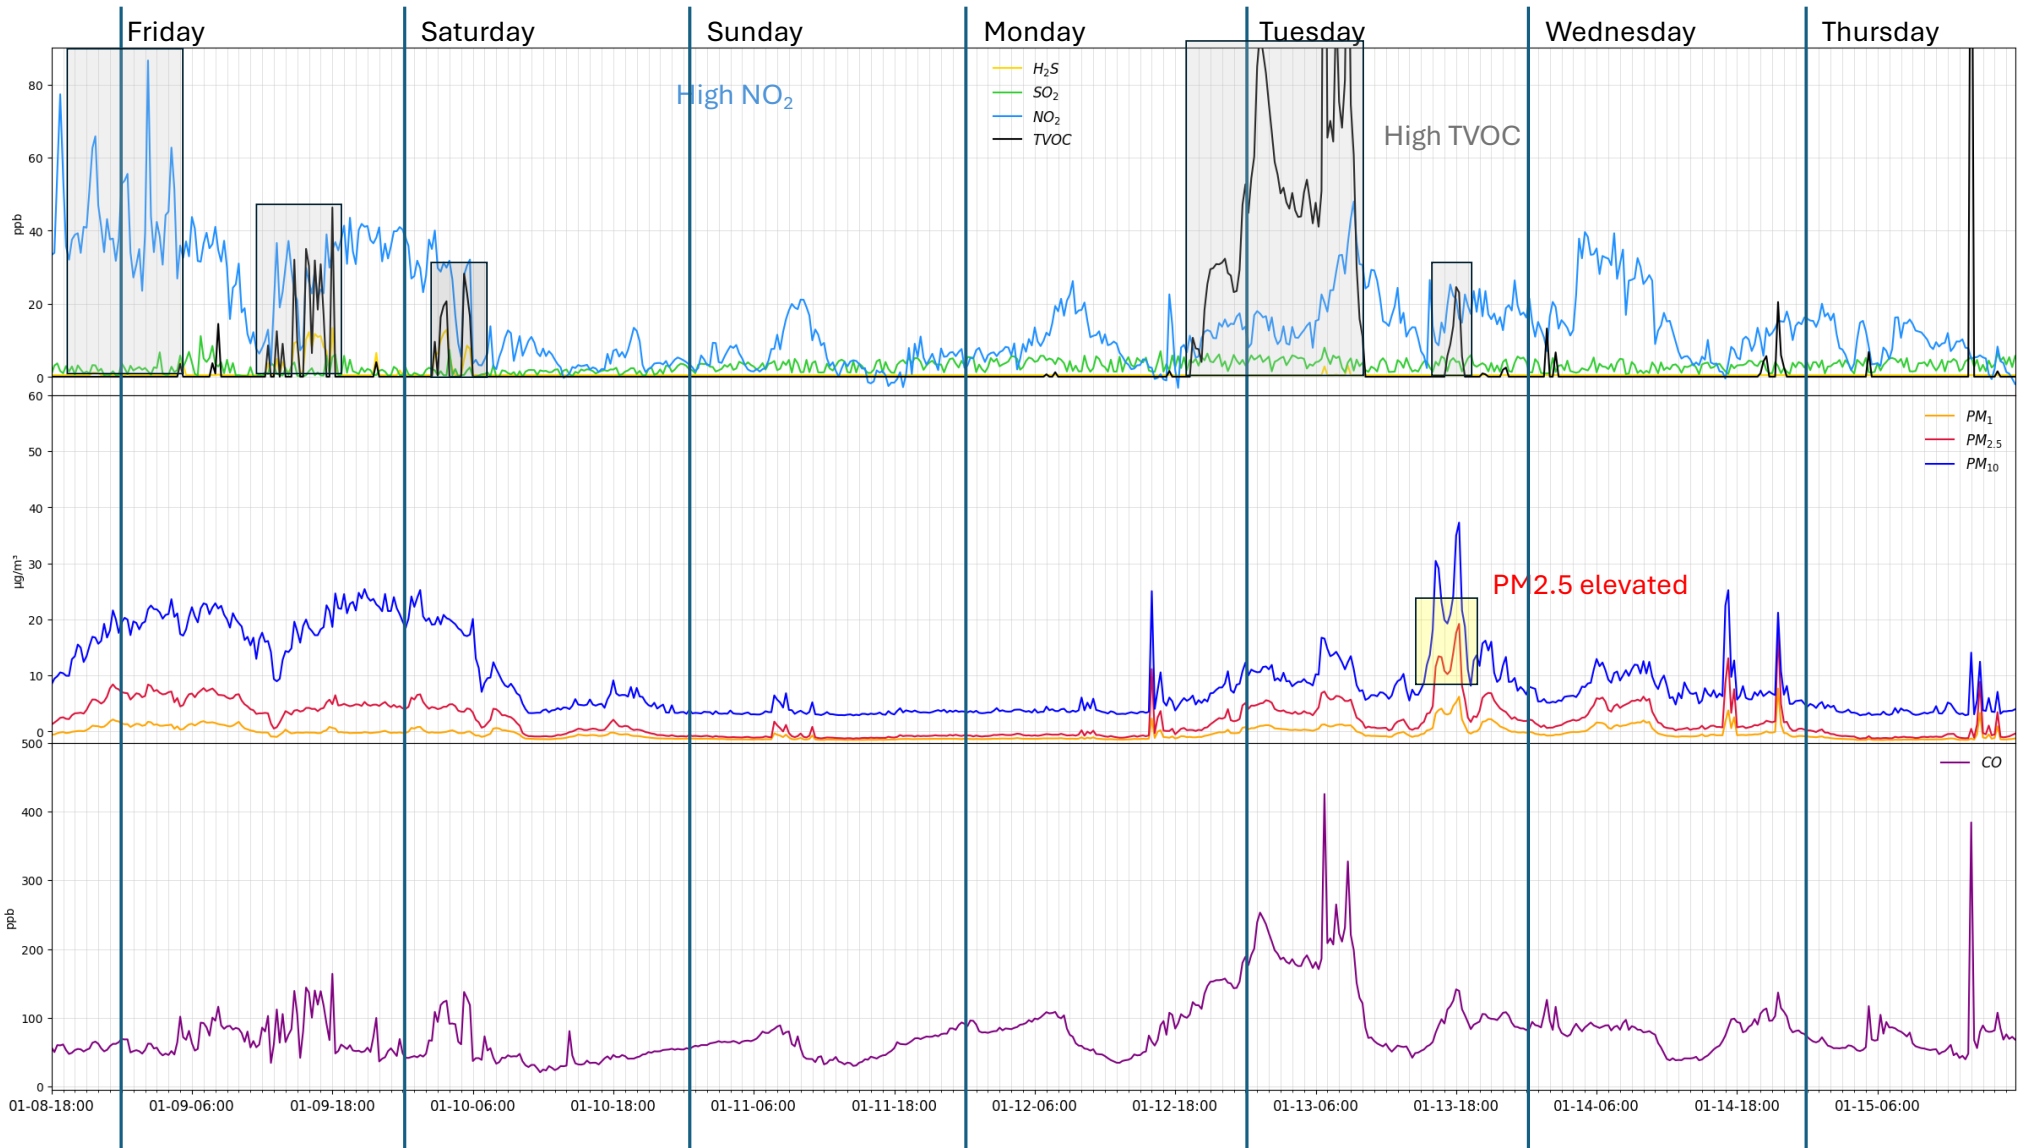 Friday Saturday Sunday Monday Tuesday Wednesday Thursday
80
60
40
20
0
ppb
High NO₂
H₂S
SO₂
NO₂
TVOC
High TVOC
60
50
40
30
20
10
0
µg/m³
PM₁
PM₂.₅
PM₁₀
PM2.5 elevated
500
400
300
200
100
0
ppb
CO
01-08-18:00 01-09-06:00 01-09-18:00 01-10-06:00 01-10-18:00 01-11-06:00 01-11-18:00 01-12-06:00 01-12-18:00 01-13-06:00 01-13-18:00 01-14-06:00 01-14-18:00 01-15-06:00